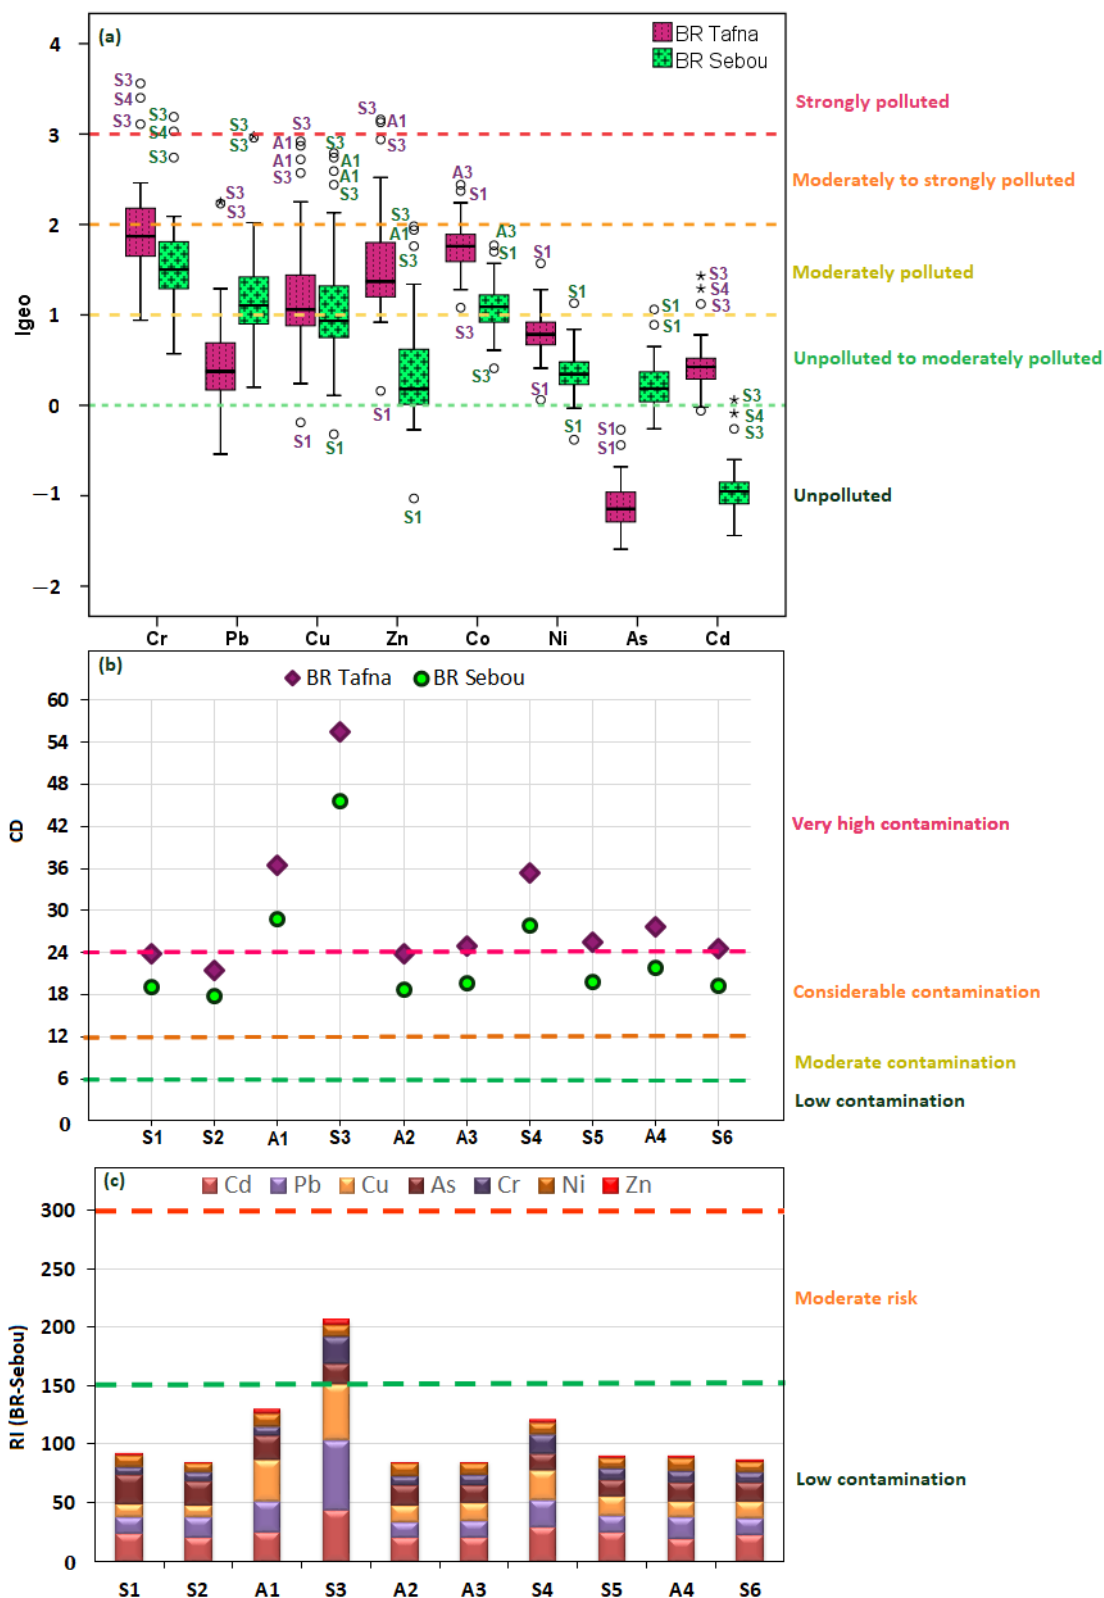 (a)
BR Tafna
BR Sebou
4
3
2
1
0
−1
−2
Igeo
S3
S4
S3
S3
S4
S3
S3
S3
S3
S3
S3
A1
A1
S3
S1
S3
A1
A1
S3
S1
S3
A1
S3
S1
S3
A1
S3
S1
A3
S1
S3
A3
S1
S3
S1
S1
S1
S1
S1
S1
S1
S1
S3
S4
S3
S3
S4
S3
Cr Pb Cu Zn Co Ni As Cd
Strongly polluted
Moderately to strongly polluted
Moderately polluted
Unpolluted to moderately polluted
Unpolluted
(b)
BR Tafna BR Sebou
60
54
48
42
36
30
24
18
12
6
0
CD
S1 S2 A1 S3 A2 A3 S4 S5 A4 S6
Very high contamination
Considerable contamination
Moderate contamination
Low contamination
(c)
Cd Pb Cu As Cr Ni Zn
300
250
200
150
100
50
0
RI (BR-Sebou)
S1 S2 A1 S3 A2 A3 S4 S5 A4 S6
Moderate risk
Low contamination